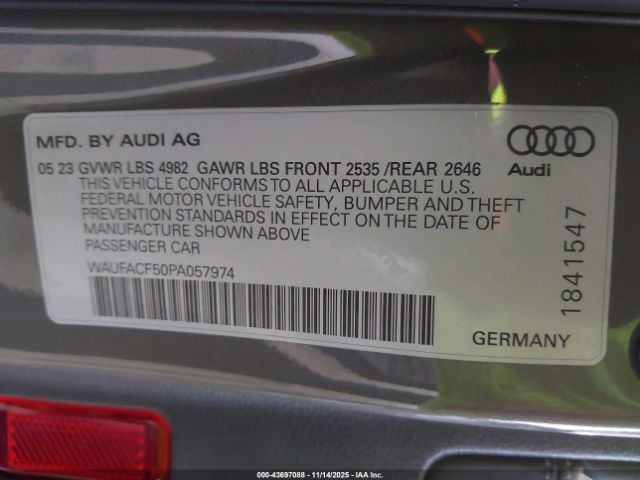 MFD. BY AUDI AG
05 23 GVWR LBS 4982 GAWR LBS FRONT 2535 /REAR 2646
THIS VEHICLE CONFORMS TO ALL APPLICABLE U.S.
FEDERAL MOTOR VEHICLE SAFETY, BUMPER AND THEFT
PREVENTION STANDARDS IN EFFECT ON THE DATE OF
MANUFACTURE SHOWN ABOVE
PASSENGER CAR
WAUFACF50PA057974
Audi
1841547
GERMANY
00-43697088 - 11/14/2025 - IAA Inc.